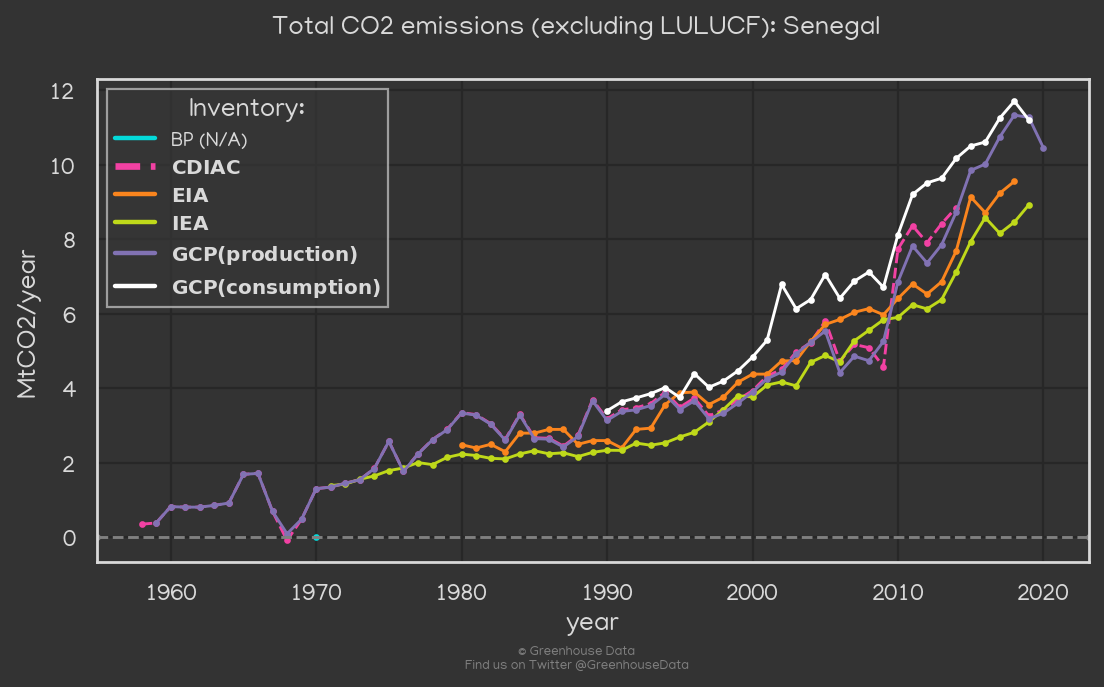 Total CO2 emissions (excluding LULUCF): Senegal
12
10
8
6
4
2
0
MtCO2/year
Inventory:
BP (N/A)
CDIAC
EIA
IEA
GCP(production)
GCP(consumption)
1960 1970 1980 1990 2000 2010 2020
year
© Greenhouse Data
Find us on Twitter @GreenhouseData